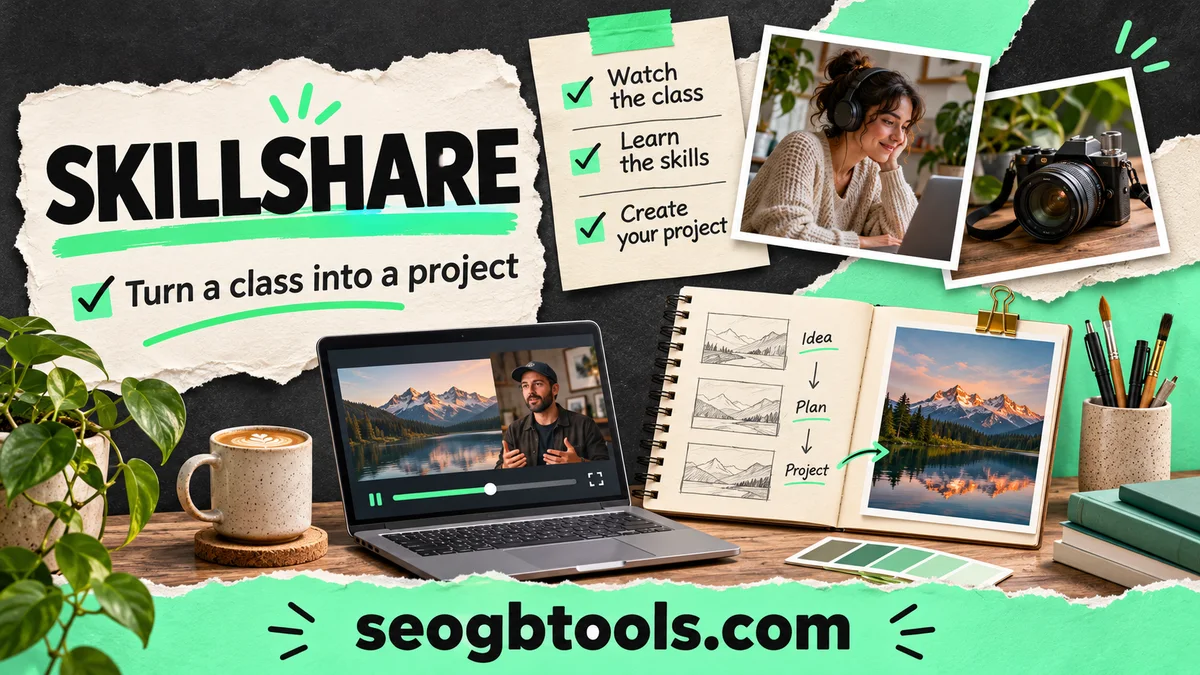 SKILLSHARE
Turn a class into a project
Watch
the class
Learn
the skills
Create
your project
Idea
Plan
Project
seogbtools.com